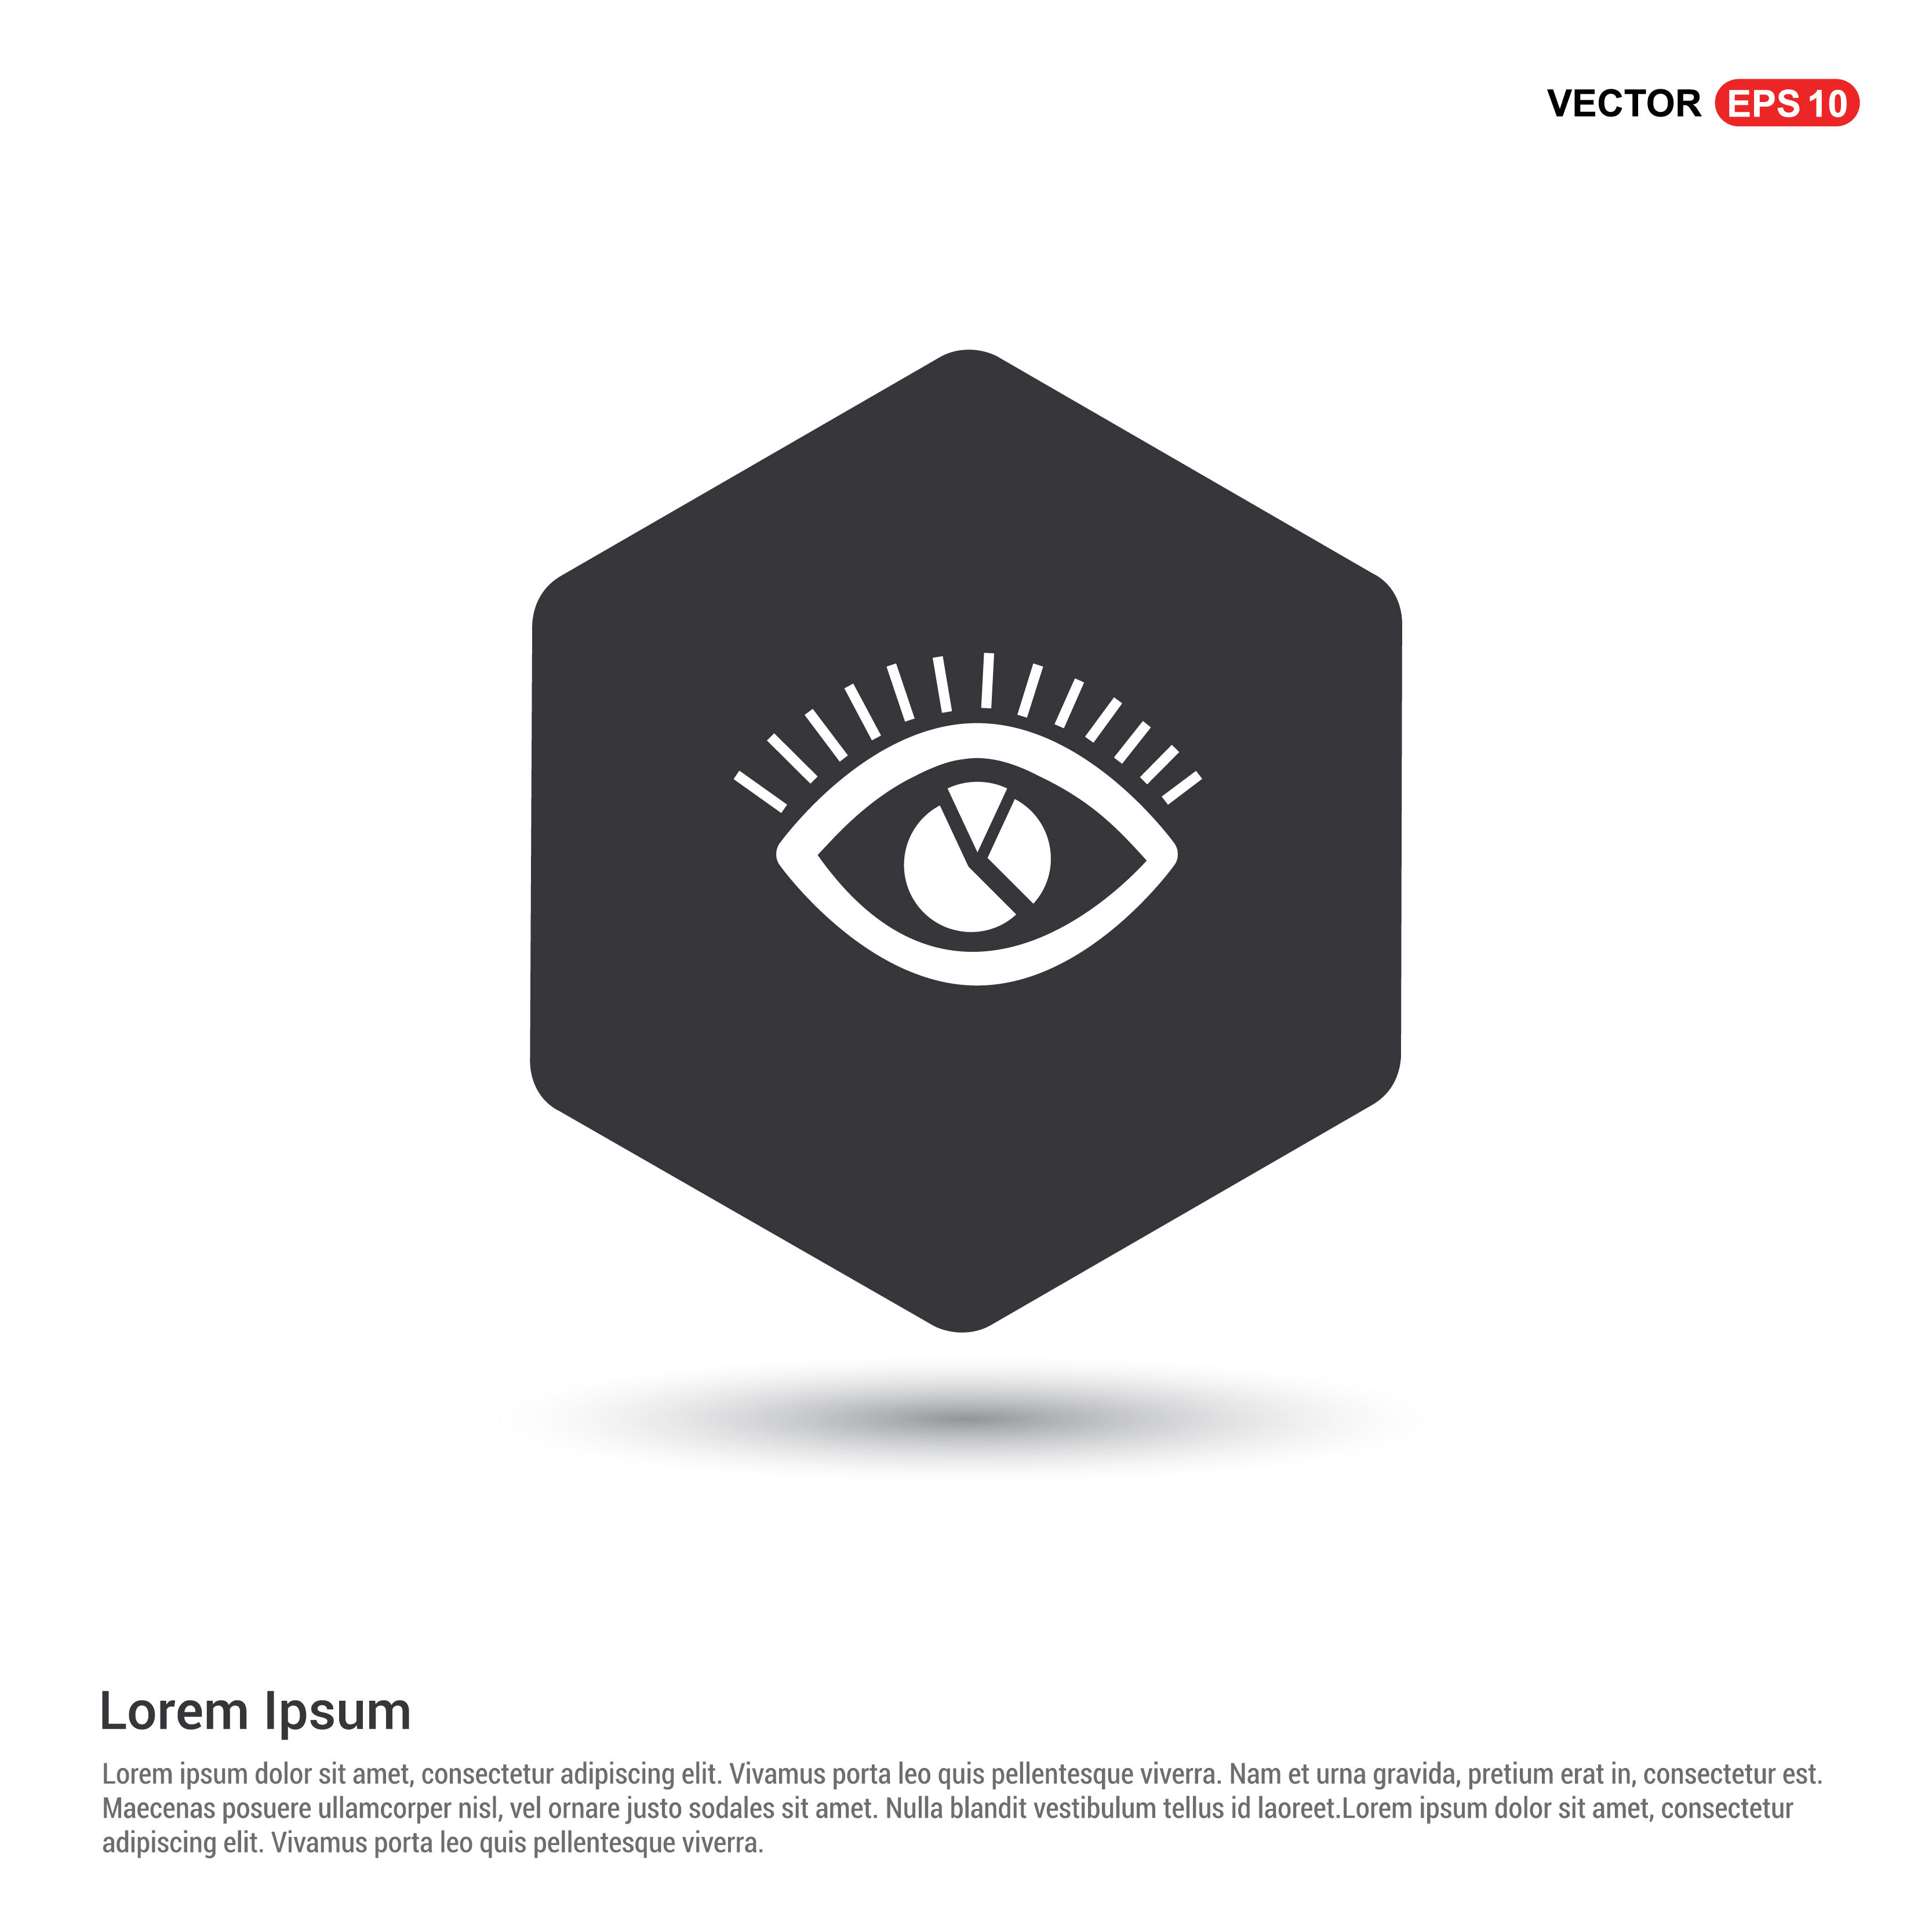 VECTOR EPS 10
Lorem Ipsum
Lorem ipsum dolor sit amet, consectetur adipiscing elit. Vivamus porta leo quis pellentesque viverra. Nam et urna gravida, pretium erat in, consectetur est.
Maecenas posuere ullamcorper nisl, vel ornare justo sodales sit amet. Nulla blandit vestibulum tellus id laoreet.Lorem ipsum dolor sit amet, consectetur
adipiscing elit. Vivamus porta leo quis pellentesque viverra.